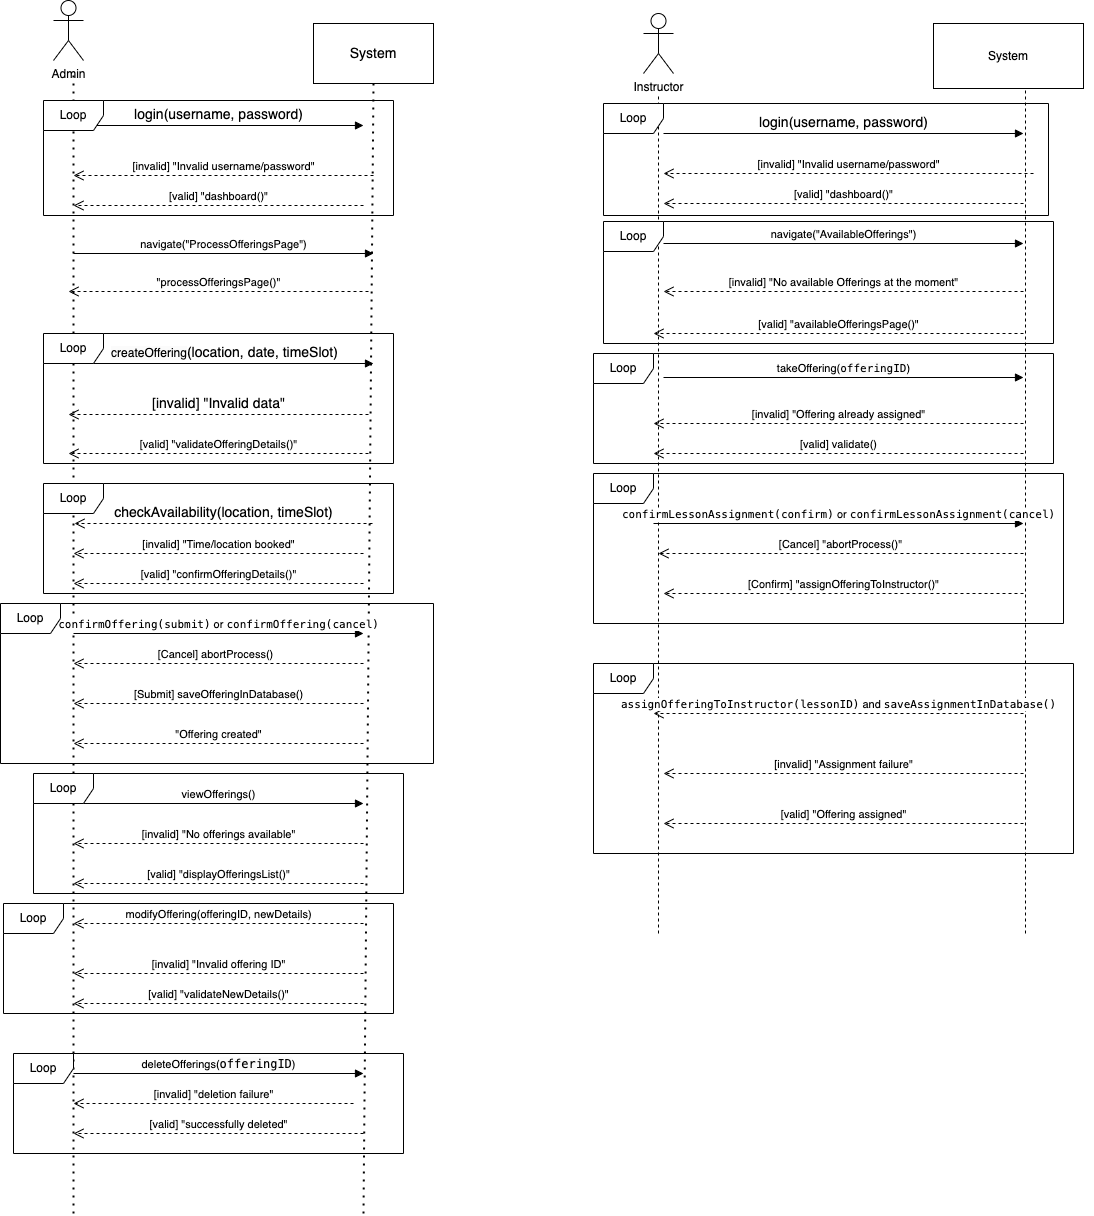 Admin
System
Loop
login(username, password)
[invalid] "Invalid username/password"
[valid] "dashboard()"
navigate("ProcessOfferingsPage")
"processOfferingsPage()"
Loop
createOffering(location, date, timeSlot)
[invalid] "Invalid data"
[valid] "validateOfferingDetails()"
Loop
checkAvailability(location, timeSlot)
[invalid] "Time/location booked"
[valid] "confirmOfferingDetails()"
Loop
confirmOffering(submit) or confirmOffering(cancel)
[Cancel] abortProcess()
[Submit] saveOfferingInDatabase()
"Offering created"
Loop
viewOfferings()
[invalid] "No offerings available"
[valid] "displayOfferingsList()"
Loop
modifyOffering(offeringID, newDetails)
[invalid] "Invalid offering ID"
[valid] "validateNewDetails()"
Loop
deleteOfferings(offeringID)
[invalid] "deletion failure"
[valid] "successfully deleted"
Instructor
System
Loop
login(username, password)
[invalid] "Invalid username/password"
[valid] "dashboard()"
Loop
navigate("AvailableOfferings")
[invalid] "No available Offerings at the moment"
[valid] "availableOfferingsPage()"
Loop
takeOffering(offeringID)
[invalid] "Offering already assigned"
[valid] validate()
Loop
confirmLessonAssignment(confirm) or confirmLessonAssignment(cancel)
[Cancel] "abortProcess()"
[Confirm] "assignOfferingToInstructor()"
Loop
assignOfferingToInstructor(lessonID) and saveAssignmentInDatabase()
[invalid] "Assignment failure"
[valid] "Offering assigned"